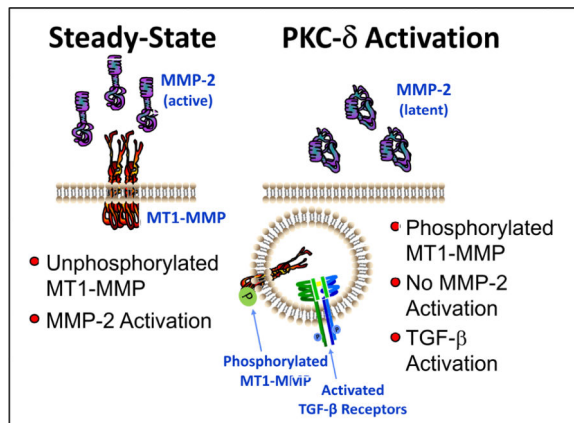 Steady-State
MMP-2
(active)
MT1-MMP
Unphosphorylated
MT1-MMP
MMP-2 Activation
PKC-δ Activation
MMP-2
(latent)
P
P
P
Phosphorylated
MT1-MMP
Activated
TGF-β Receptors
Phosphorylated
MT1-MMP
No MMP-2
Activation
TGF-β
Activation